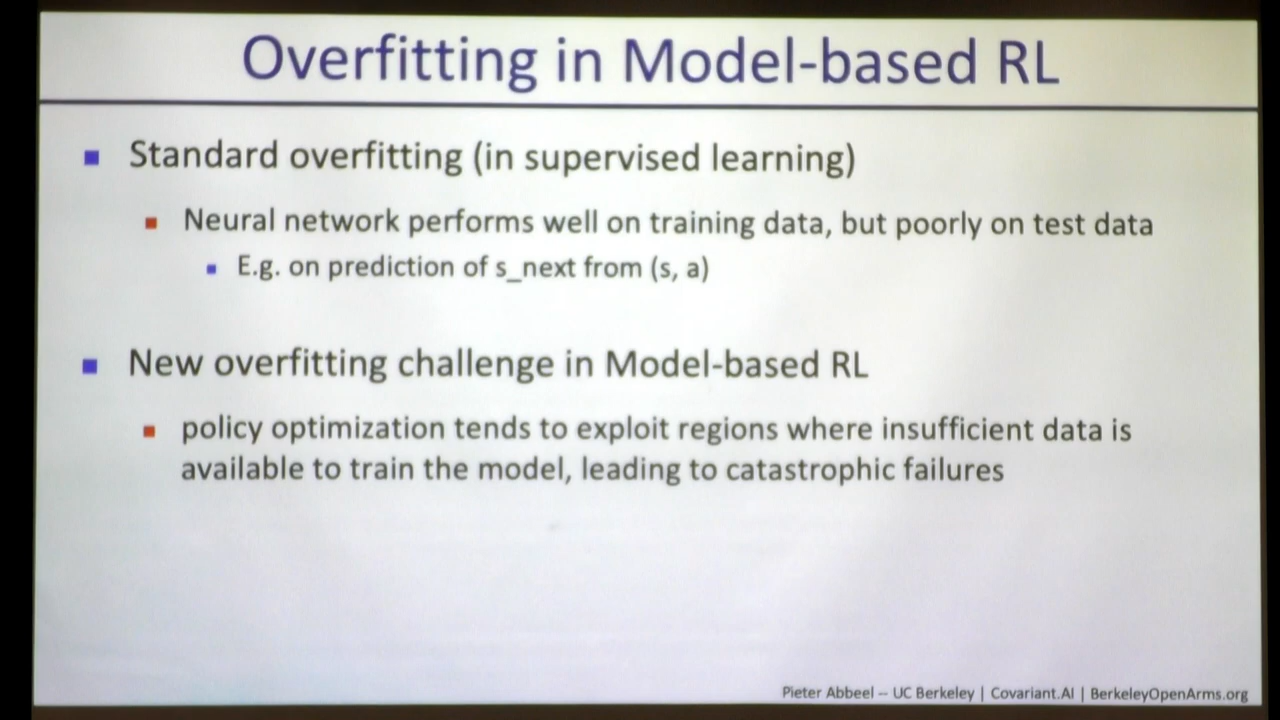 Overfitting in Model-based RL
Standard overfitting (in supervised learning)
Neural network performs well on training data, but poorly on test data
E.g. on prediction of s_next from (s, a)
New overfitting challenge in Model-based RL
policy optimization tends to exploit regions where insufficient data is
available to train the model, leading to catastrophic failures
Pieter Abbeel -- UC Berkeley | Covariant.AI | BerkeleyOpenArms.org